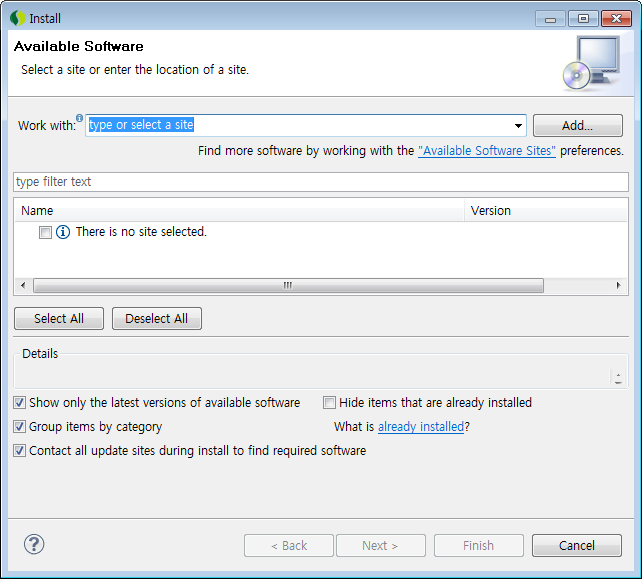 Install
Available Software
Select a site or enter the location of a site.
Work with: type or select a site Add...
Find more software by working with the "Available Software Sites" preferences.
type filter text
Name Version
There is no site selected.
Select All Deselect All
Details
Show only the latest versions of available software Hide items that are already installed
Group items by category What is already installed?
Contact all update sites during install to find required software
< Back Next > Finish Cancel